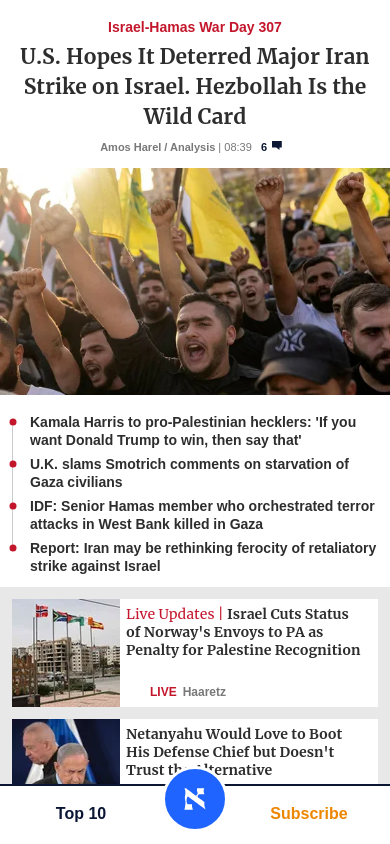 Israel-Hamas War Day 307
U.S. Hopes It Deterred Major Iran
Strike on Israel. Hezbollah Is the
Wild Card
Amos Harel / Analysis | 08:39 6
Kamala Harris to pro-Palestinian hecklers: 'If you
want Donald Trump to win, then say that'
U.K. slams Smotrich comments on starvation of
Gaza civilians
IDF: Senior Hamas member who orchestrated terror
attacks in West Bank killed in Gaza
Report: Iran may be rethinking ferocity of retaliatory
strike against Israel
Live Updates | Israel Cuts Status
of Norway's Envoys to PA as
Penalty for Palestine Recognition
LIVE Haaretz
Netanyahu Would Love to Boot
His Defense Chief but Doesn't
Trust the Alternative
Top 10
Subscribe